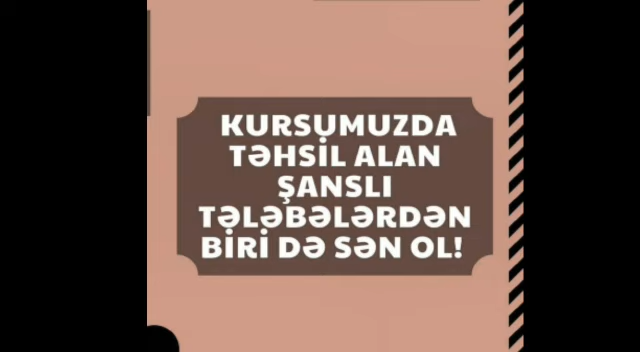 KURSUMUZDA
TƏHSİL ALAN
ŞANSLI
TƏLƏBƏLƏRDƏN
BİRİ DƏ SƏN OL!